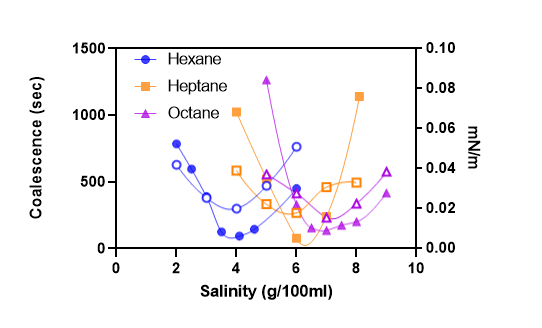 1500
1000
500
0
Coalescence (sec)
Hexane
Heptane
Octane
0.10
0.08
0.06
0.04
0.02
0.00
mN/m
0 2 4 6 8 10
Salinity (g/100ml)